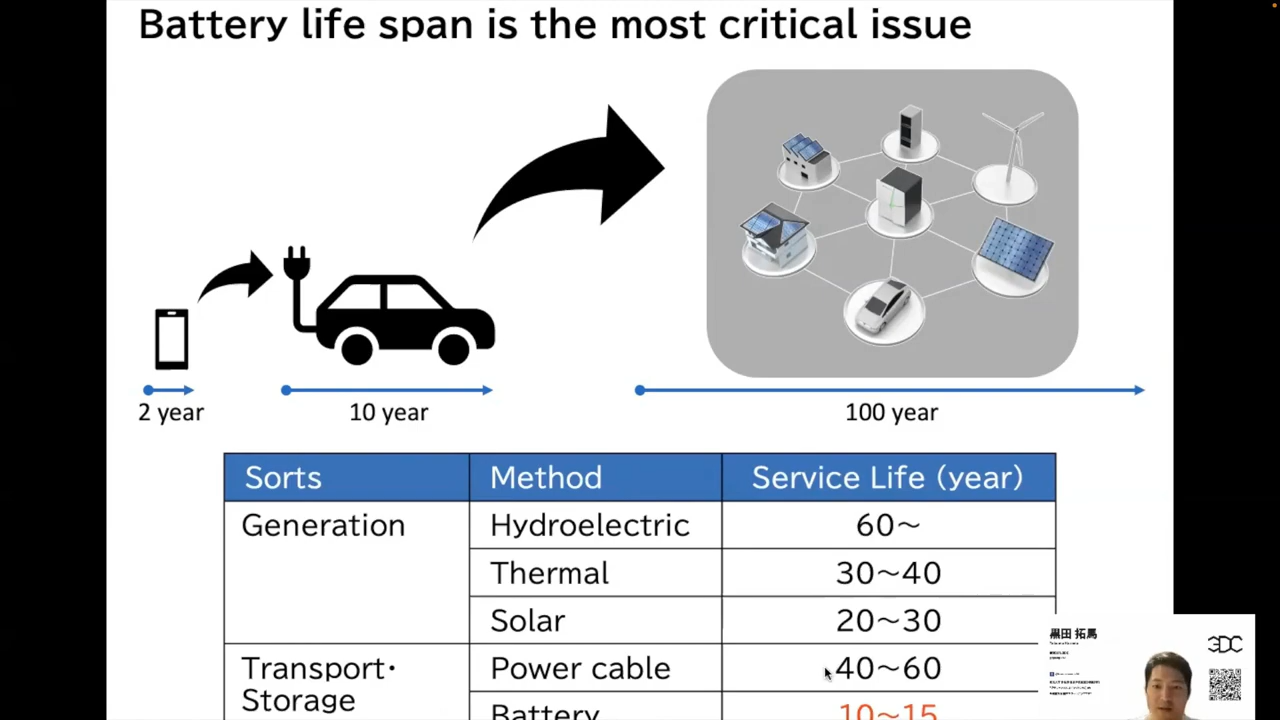 Battery life span is the most critical issue
2 year
10 year
100 year
Sorts Method Service Life (year)
Generation Hydroelectric 60～
Thermal 30～40
Solar 20～30
Transport・ Power cable 40～60
Storage
Battery 10～15
黒田 拓馬
3DC